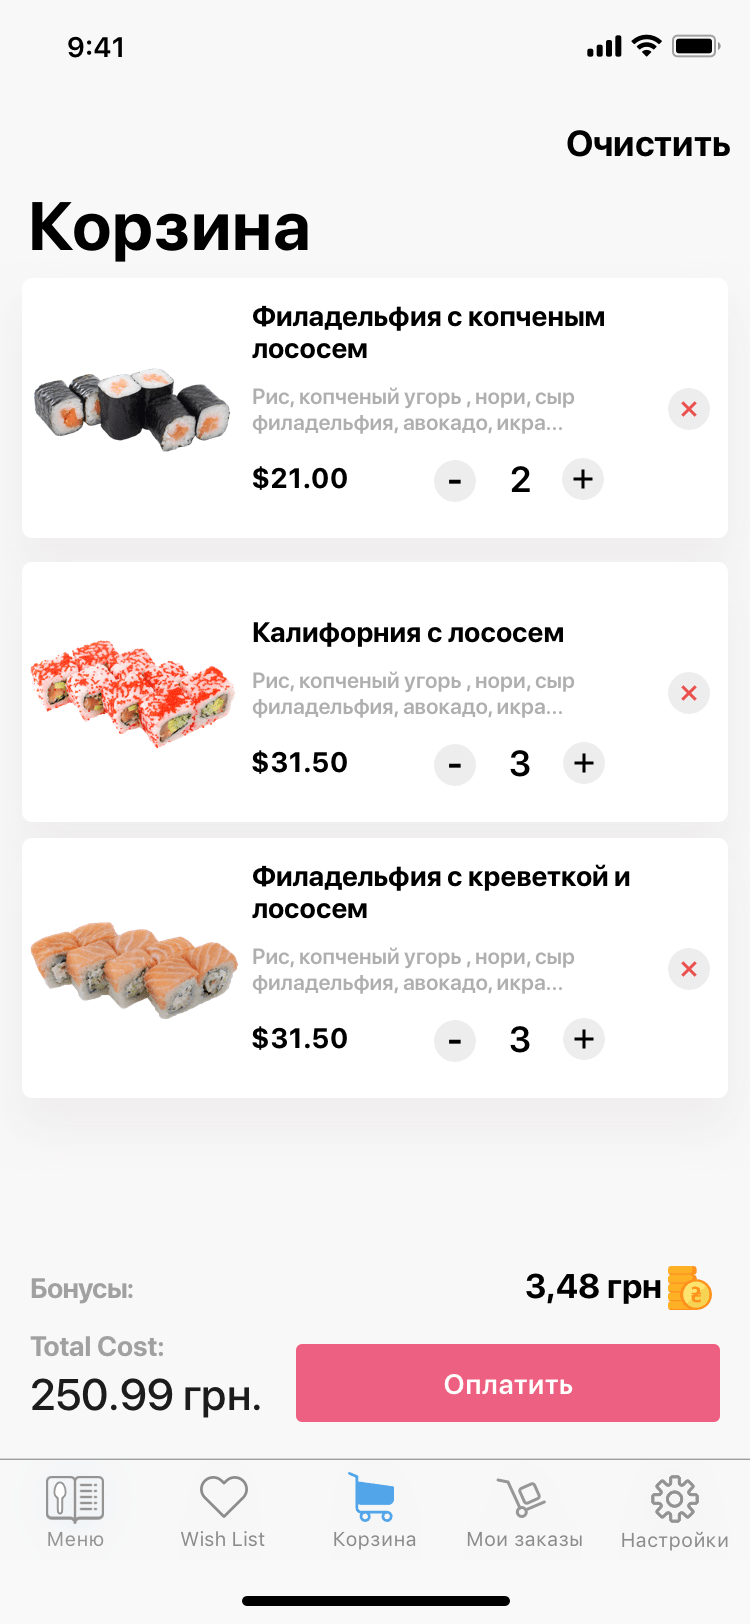 9:41
Очистить
Корзина
Филадельфия с копченым
лососем
Рис, копченый угорь , нори, сыр
филадельфия, авокадо, икра...
$21.00 - 2 +
Калифорния с лососем
Рис, копченый угорь , нори, сыр
филадельфия, авокадо, икра...
$31.50 - 3 +
Филадельфия с креветкой и
лососем
Рис, копченый угорь , нори, сыр
филадельфия, авокадо, икра...
$31.50 - 3 +
Бонусы: 3,48 грн
Total Cost:
250.99 грн.
Оплатить
Меню Wish List Корзина Мои заказы Настройки